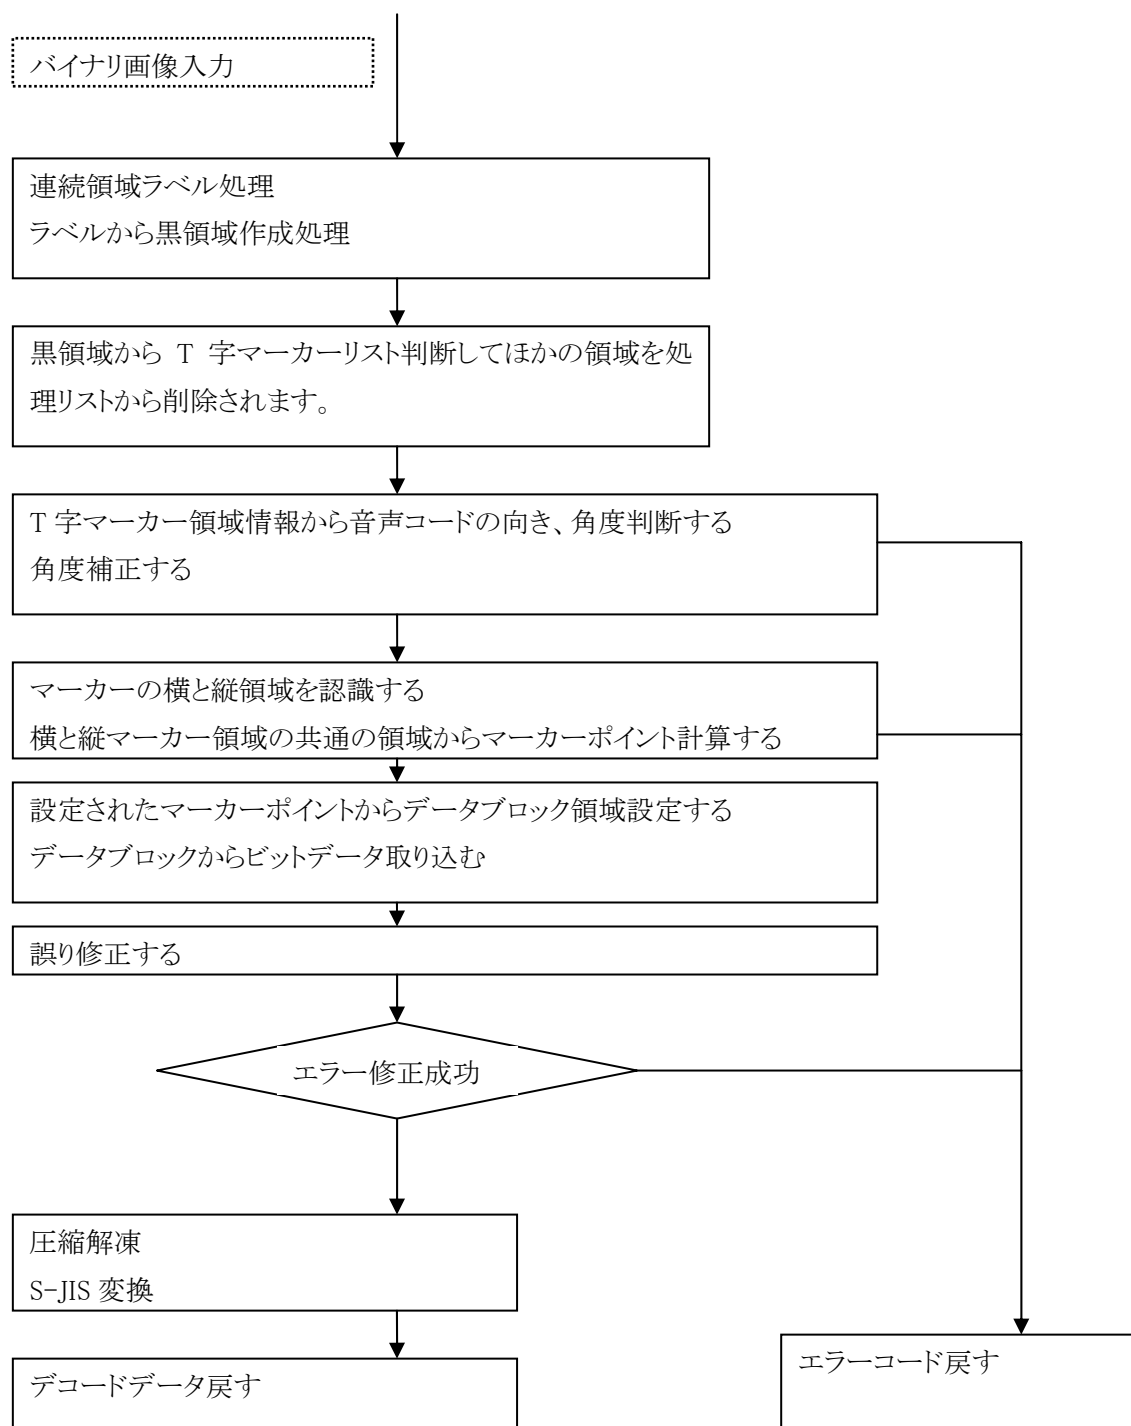 バイナリ画像入力
連続領域ラベル処理
ラベルから黒領域作成処理
黒領域から T 字マーカーリスト判断してほかの領域を処
理リストから削除されます。
T 字マーカー領域情報から音声コードの向き、角度判断する
角度補正する
マーカーの横と縦領域を認識する
横と縦マーカー領域の共通の領域からマーカーポイント計算する
設定されたマーカーポイントからデータブロック領域設定する
データブロックからビットデータ取り込む
誤り修正する
エラー修正成功
圧縮解凍
S-JIS 変換
デコードデータ戻す
エラーコード戻す